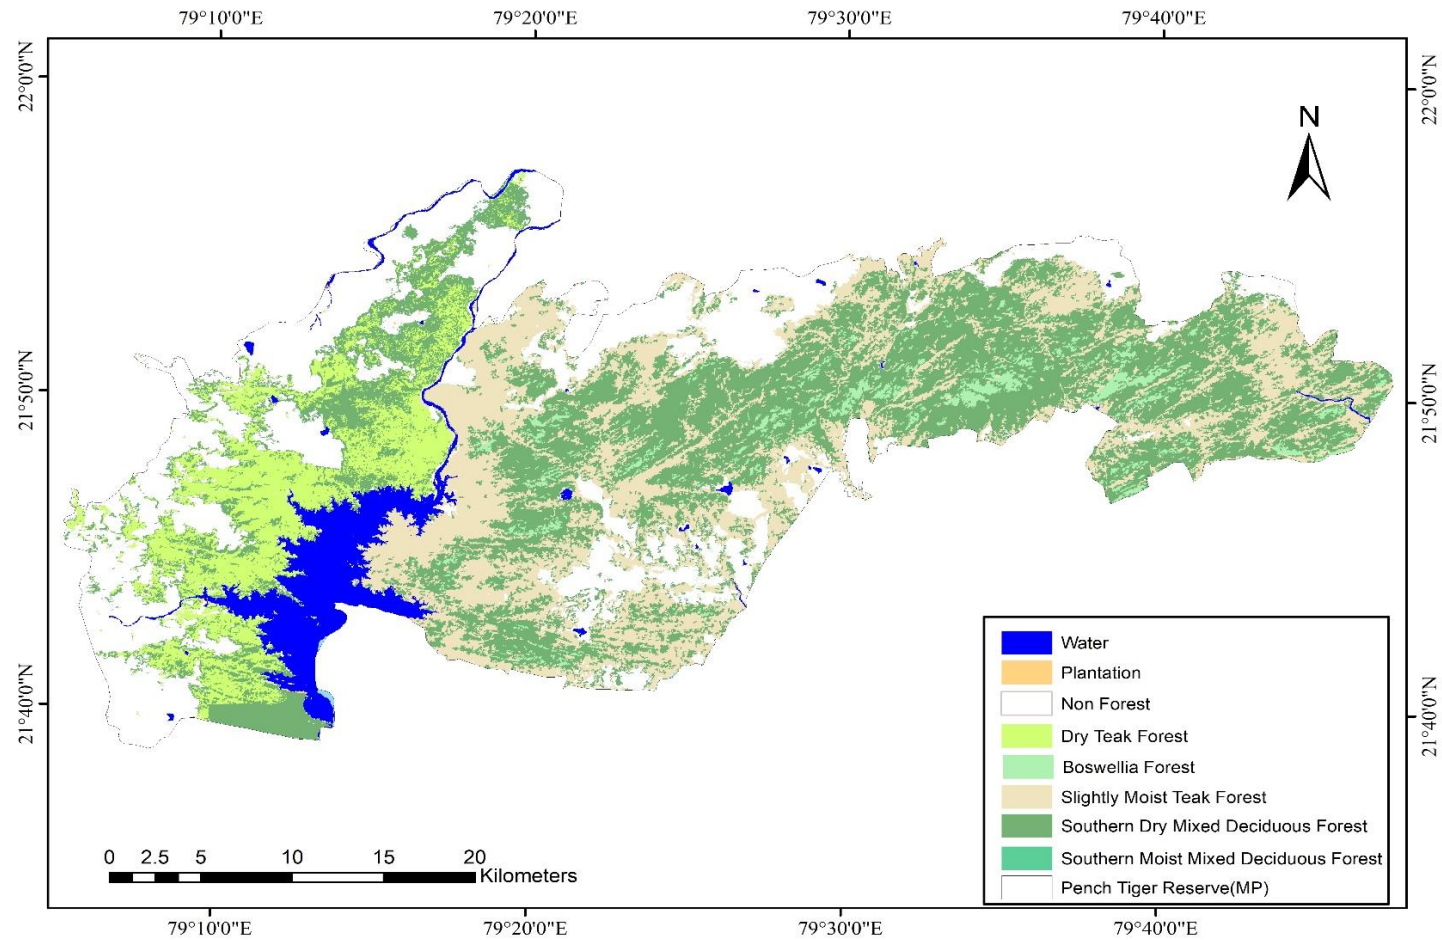 79°10'0"E
79°20'0"E
79°30'0"E
79°40'0"E
22°0'0"N
22°0'0"N
N
21°50'0"N
21°50'0"N
21°40'0"N
21°40'0"N
Water
Plantation
Non Forest
Dry Teak Forest
Boswellia Forest
Slightly Moist Teak Forest
Southern Dry Mixed Deciduous Forest
Southern Moist Mixed Deciduous Forest
Pench Tiger Reserve(MP)
0 2.5 5 10 15 20
Kilometers
79°10'0"E
79°20'0"E
79°30'0"E
79°40'0"E